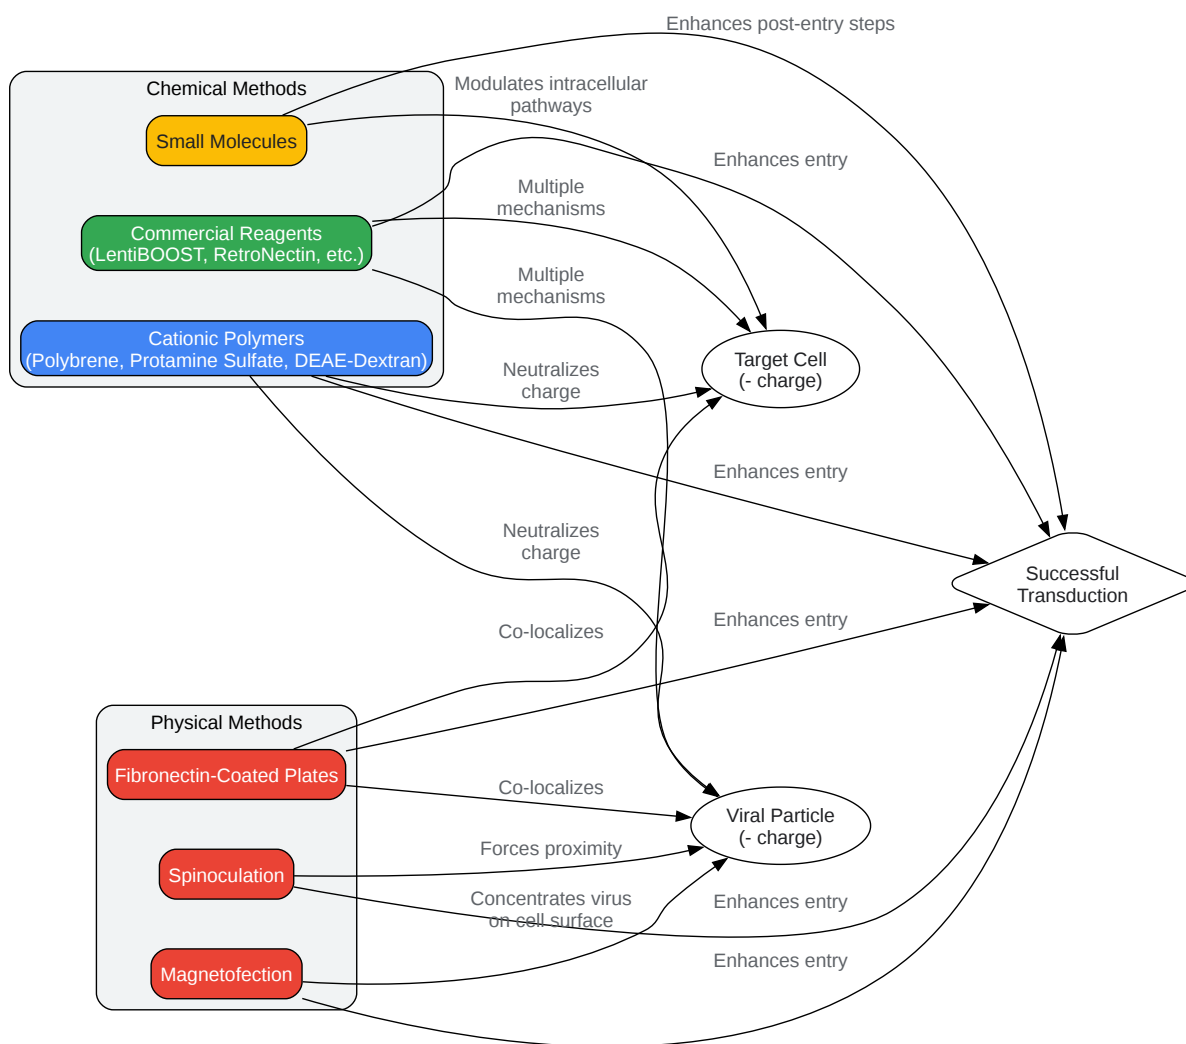 Enhances post-entry steps
Chemical Methods
Modulates intracellular
pathways
Small Molecules
Enhances entry
Multiple
mechanisms
Commercial Reagents
(LentiBOOST, RetroNectin, etc.)
Multiple
mechanisms
Cationic Polymers
(Polybrene, Protamine Sulfate, DEAE-Dextran)
Target Cell
(- charge)
Neutralizes
charge
Enhances entry
Neutralizes
charge
Successful
Transduction
Co-localizes
Enhances entry
Physical Methods
Fibronectin-Coated Plates
Co-localizes
Viral Particle
(- charge)
Forces proximity
Spinoculation
Concentrates virus
on cell surface
Enhances entry
Magnetofection
Enhances entry